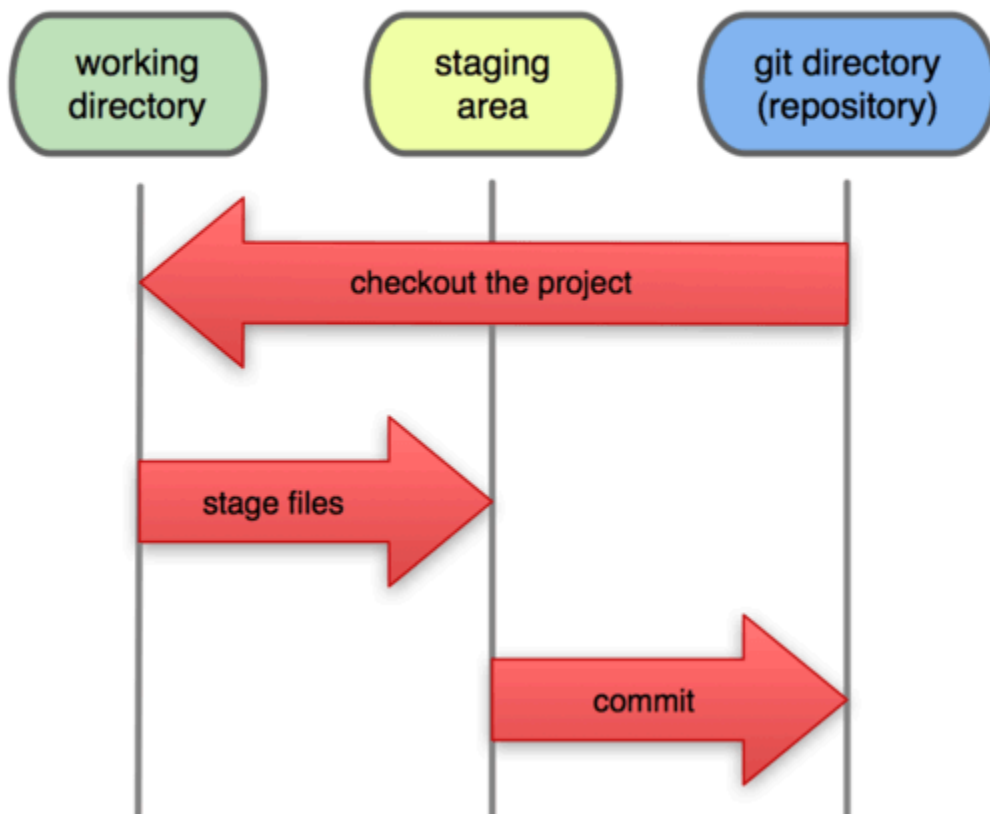 working
directory
staging
area
git directory
(repository)
checkout the project
stage files
commit